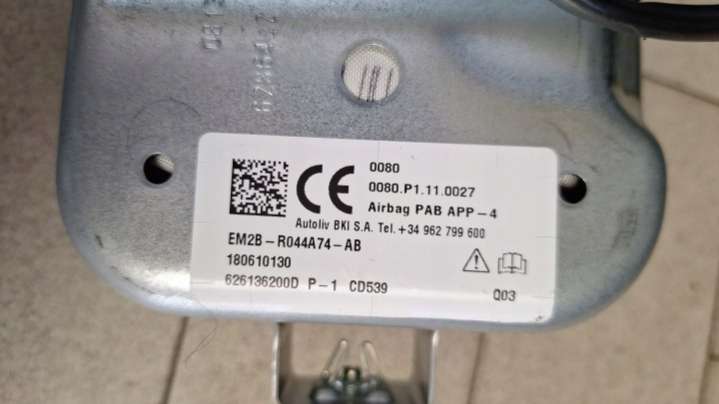 CE
0080
0080.P1.11.0027
Airbag PAB APP-4
Autoliv BKI S.A. Tel. +34 962 799 600
EM2B-R044A74-AB
180610130
626136200D P-1 CD539
Q03